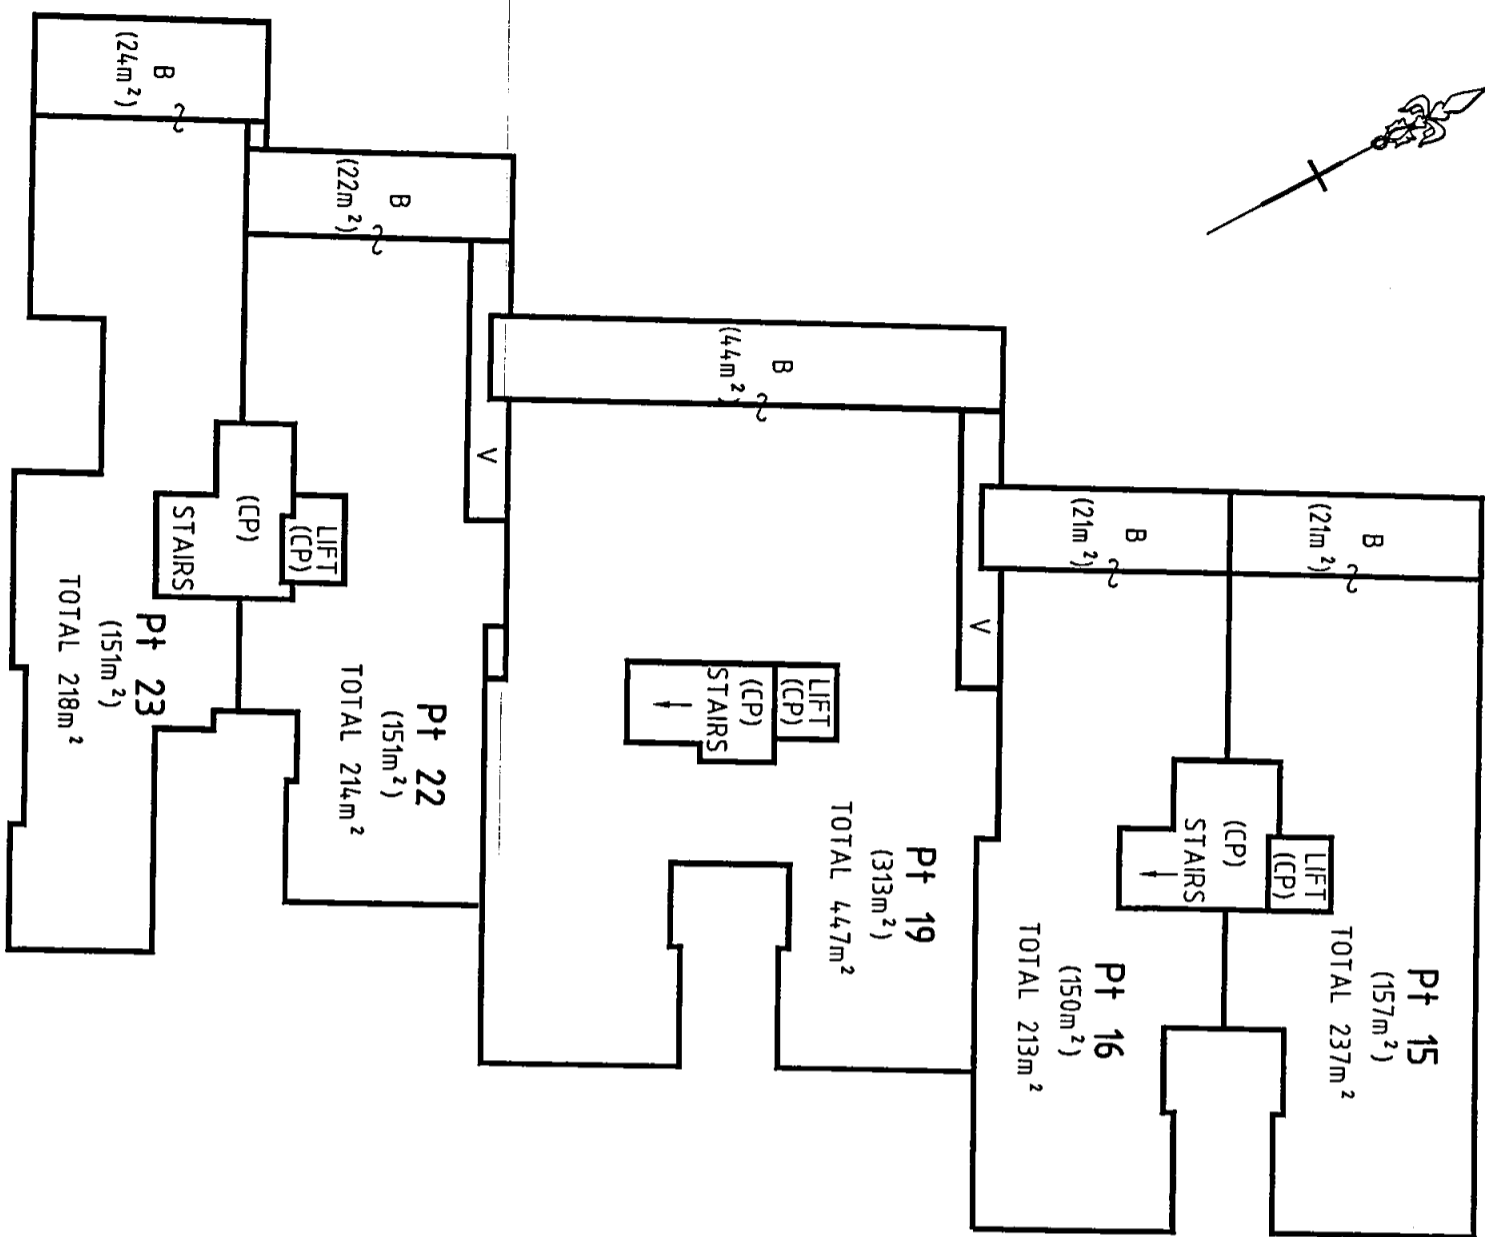 B
(24m²)
B
(22m²)
B
(44m²)
B
(21m²)
B
(21m²)
V
V
(CP)
STAIRS
LIFT
(CP)
LIFT
(CP)
(CP)
STAIRS
LIFT
(CP)
(CP)
STAIRS
Pt 23
(151m²)
TOTAL 218m²
Pt 22
(151m²)
TOTAL 214m²
Pt 19
(313m²)
TOTAL 447m²
Pt 16
(150m²)
TOTAL 213m²
Pt 15
(157m²)
TOTAL 237m²